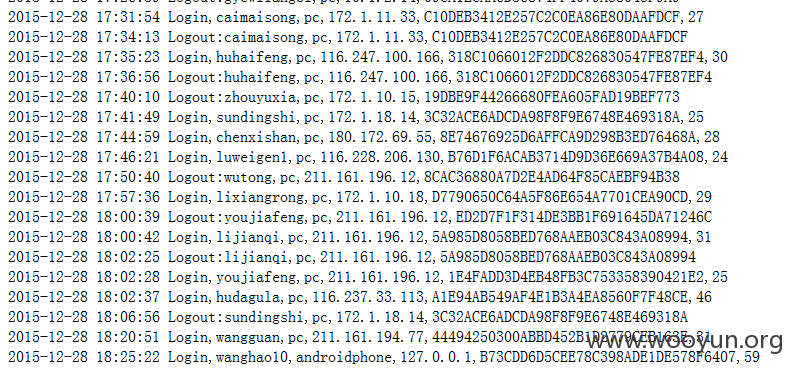 2015-12-28 17:31:54 Login,caimaisong,pc,172.1.11.33,C10DEB3412E257C2C0EA86E80DAAFDCF,27
2015-12-28 17:34:13 Logout:caimaisong,pc,172.1.11.33,C10DEB3412E257C2C0EA86E80DAAFDCF
2015-12-28 17:35:23 Login,huhaifeng,pc,116.247.100.166,318C1066012F2DDC826830547FE87EF4,30
2015-12-28 17:36:56 Logout:huhaifeng,pc,116.247.100.166,318C1066012F2DDC826830547FE87EF4
2015-12-28 17:40:10 Logout:zhouyuxia,pc,172.1.10.15,19DBE9F44266680FEA605FAD19BEF773
2015-12-28 17:41:49 Login,sundingshi,pc,172.1.18.14,3C32ACE6ADCDA98F8F9E6748E469318A,25
2015-12-28 17:44:59 Login,chenxishan,pc,180.172.69.55,8E74676925D6AFFCA9D298B3ED76468A,28
2015-12-28 17:46:21 Login,luweigen1,pc,116.228.206.130,B76D1F6ACAB3714D9D36E669A37B4A08,24
2015-12-28 17:50:40 Logout:wutong,pc,211.161.196.12,8CAC36880A7D2E4AD64F85CAEBF94B38
2015-12-28 17:57:36 Login,lixiangrong,pc,172.1.10.18,D7790650C64A5F86E654A7701CEA90CD,29
2015-12-28 18:00:39 Logout:youjiafeng,pc,211.161.196.12,ED2D7F1F314DE3BB1F691645DA71246C
2015-12-28 18:00:42 Login,lijianqi,pc,211.161.196.12,5A985D8058BED768AAEB03C843A08994,31
2015-12-28 18:02:25 Logout:lijianqi,pc,211.161.196.12,5A985D8058BED768AAEB03C843A08994
2015-12-28 18:02:28 Login,youjiafeng,pc,211.161.196.12,1E4FADD3D4EB48FB3C753358390421E2,25
2015-12-28 18:02:37 Login,hudagula,pc,116.237.33.113,A1E94AB549AF4E1B3A4EA8560F7F48CE,46
2015-12-28 18:06:56 Logout:sundingshi,pc,172.1.18.14,3C32ACE6ADCDA98F8F9E6748E469318A
2015-12-28 18:20:51 Login,wangguan,pc,211.161.194.77,
www.wooyun.org
2015-12-28 18:25:22 Login,wanghao10,androidphone,127.0.0.1,B73CDD6D5CEE78C398ADE1DE578F6407,59